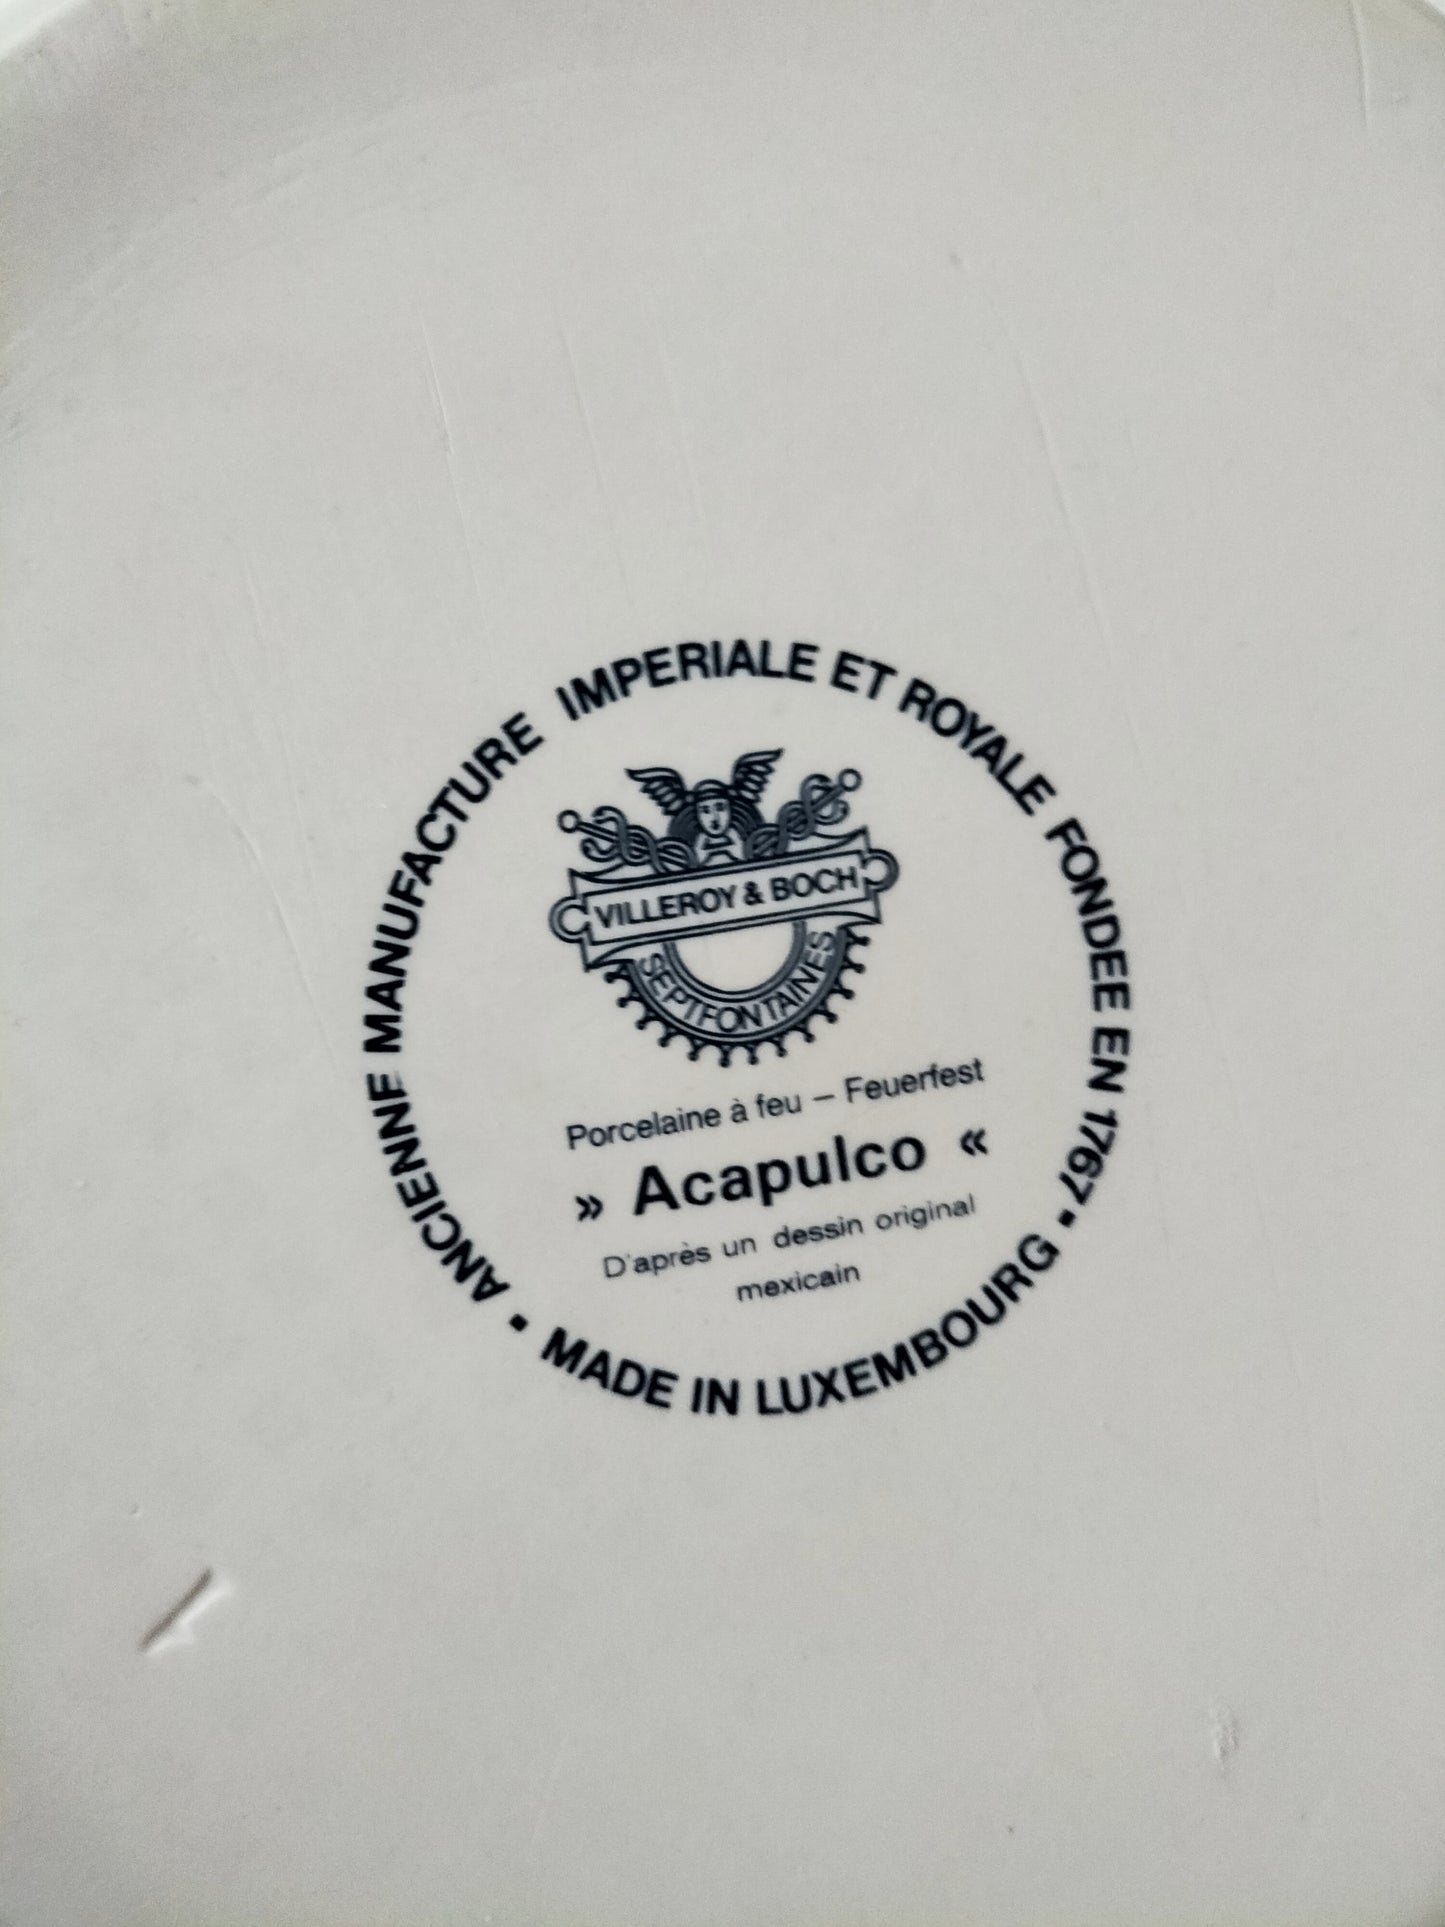 ANCIENNE MANUFACTURE IMPERIALE ET ROYALE FONDEE EN 1767 •
VILLEROY & BOCH
SEPTFONTAINES
Porcelaine à feu – Feuerfest
» Acapulco «
D'après un dessin original
mexicain
• MADE IN LUXEMBOURG